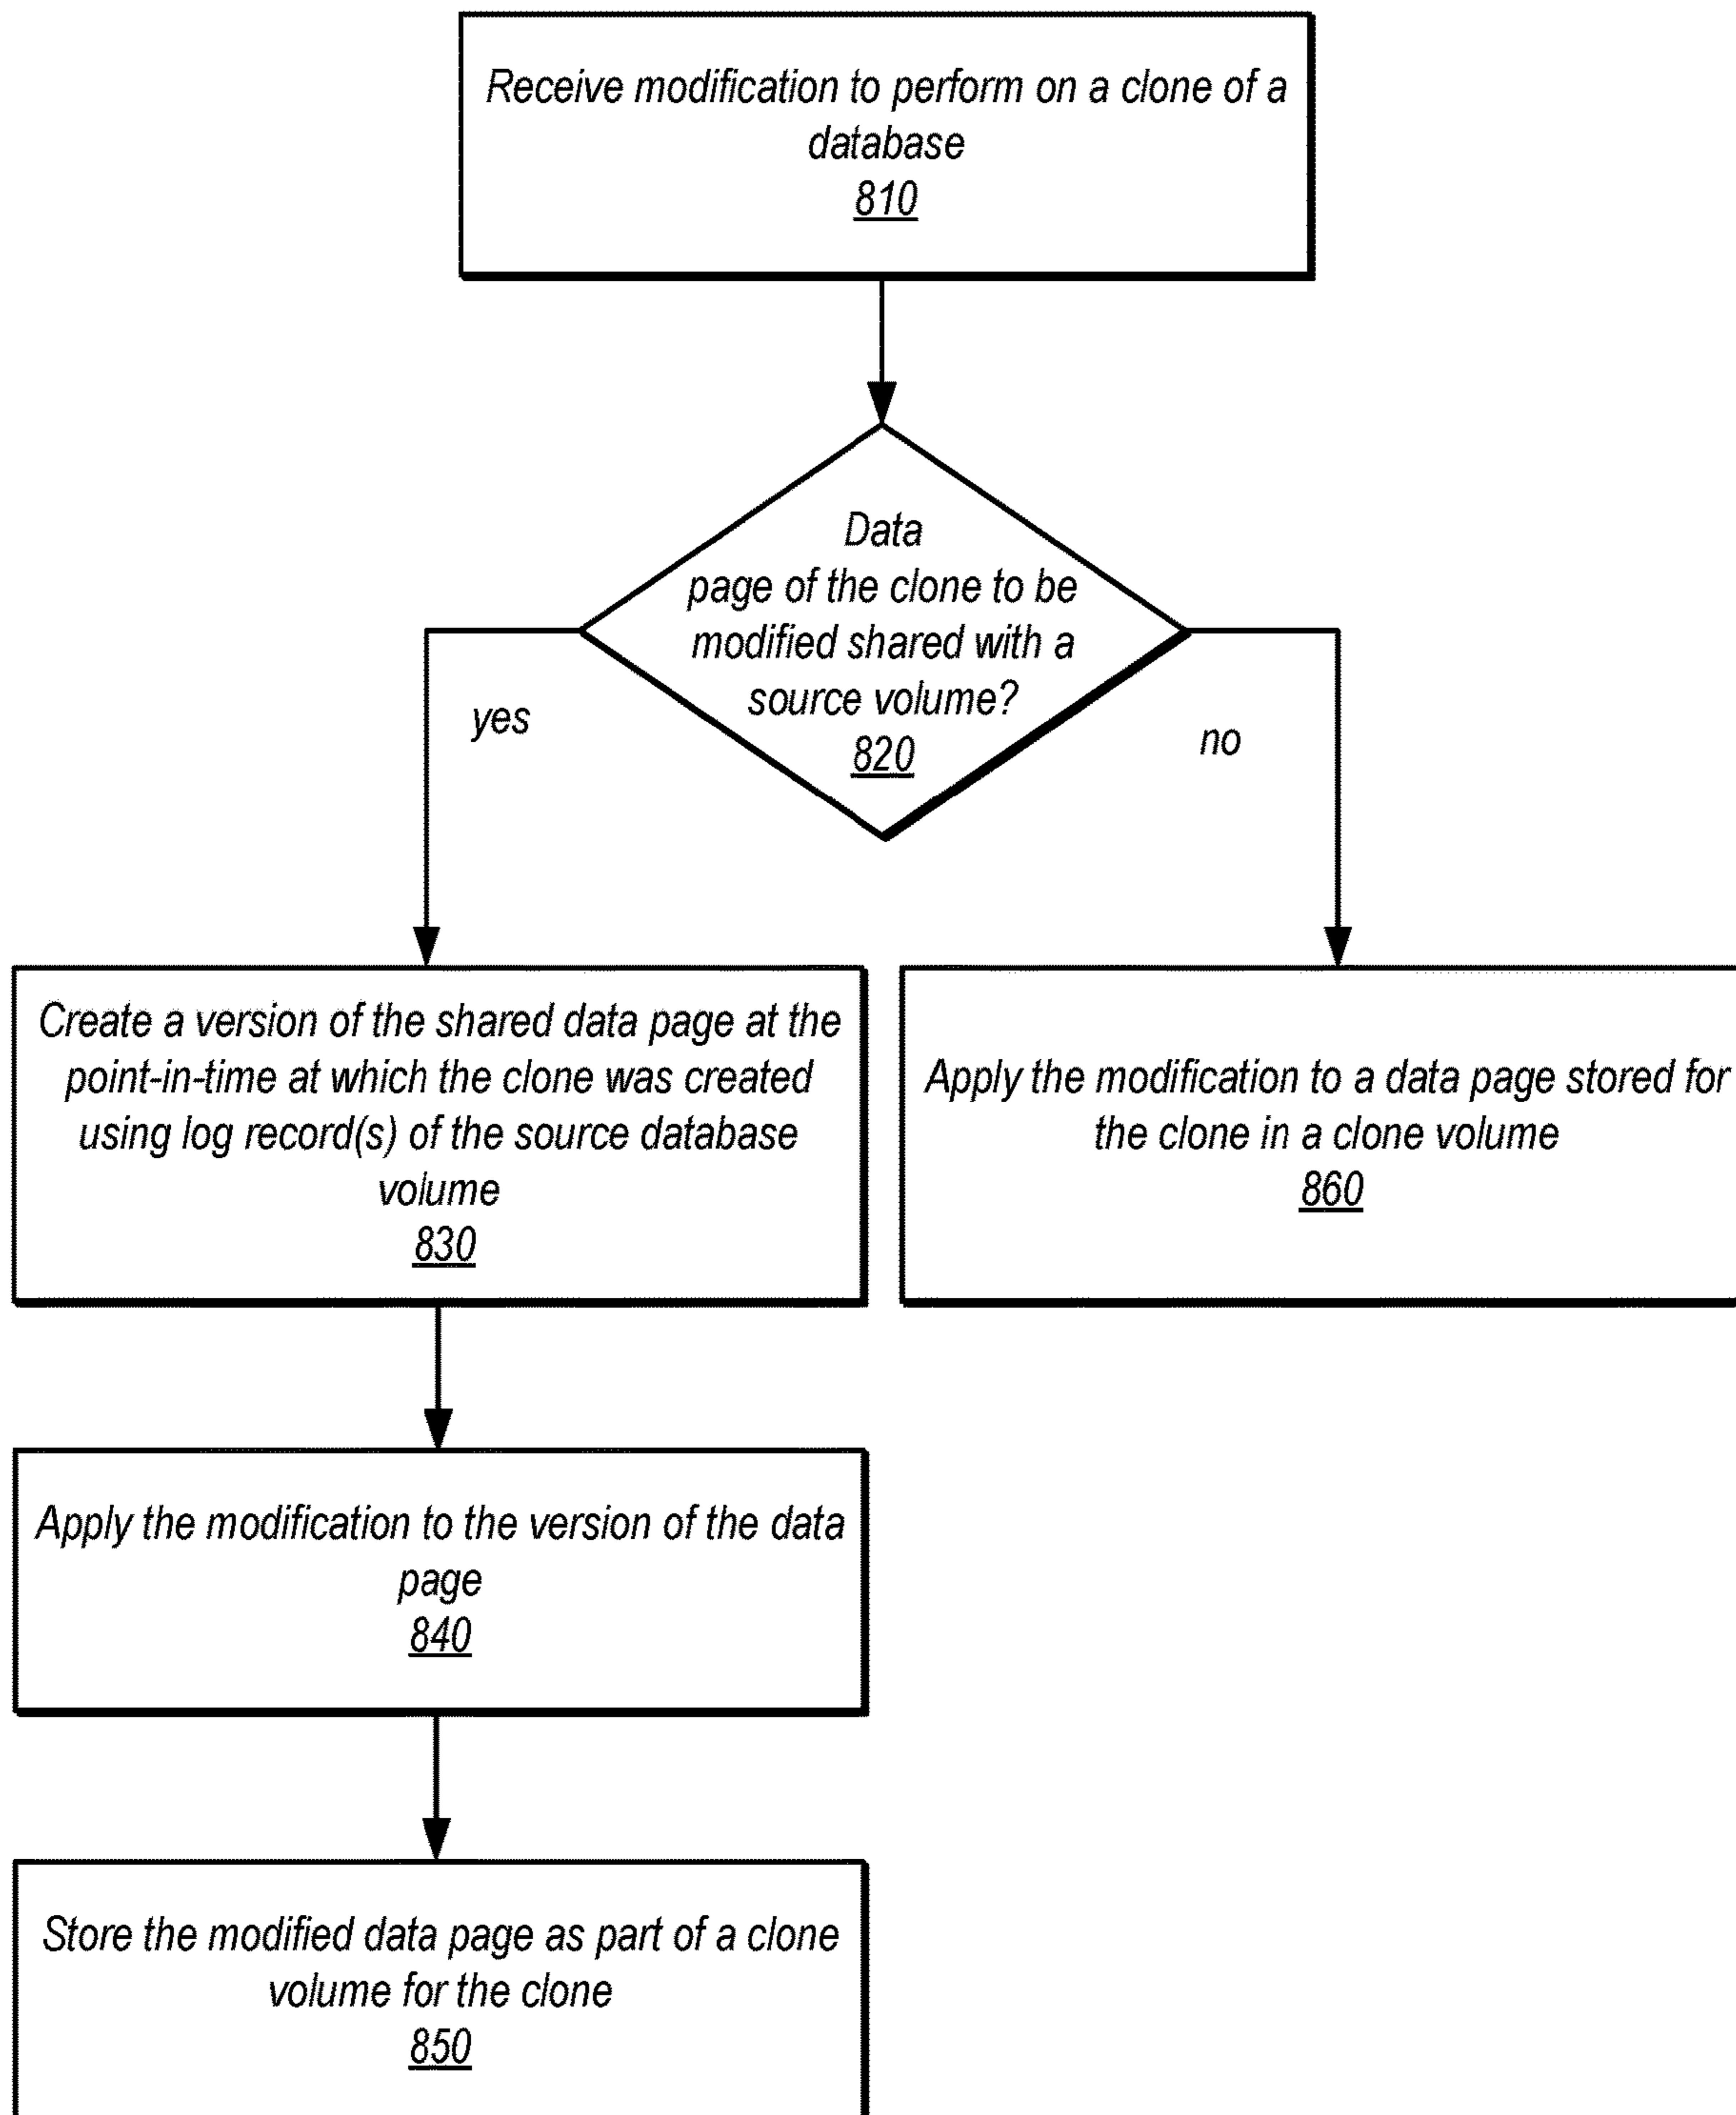 Receive modification to perform on a clone of a
database
810
Data
page of the clone to be
modified shared with a
source volume?
820
yes
no
Create a version of the shared data page at the
point-in-time at which the clone was created
using log record(s) of the source database
volume
830
Apply the modification to a data page stored for
the clone in a clone volume
860
Apply the modification to the version of the data
page
840
Store the modified data page as part of a clone
volume for the clone
850